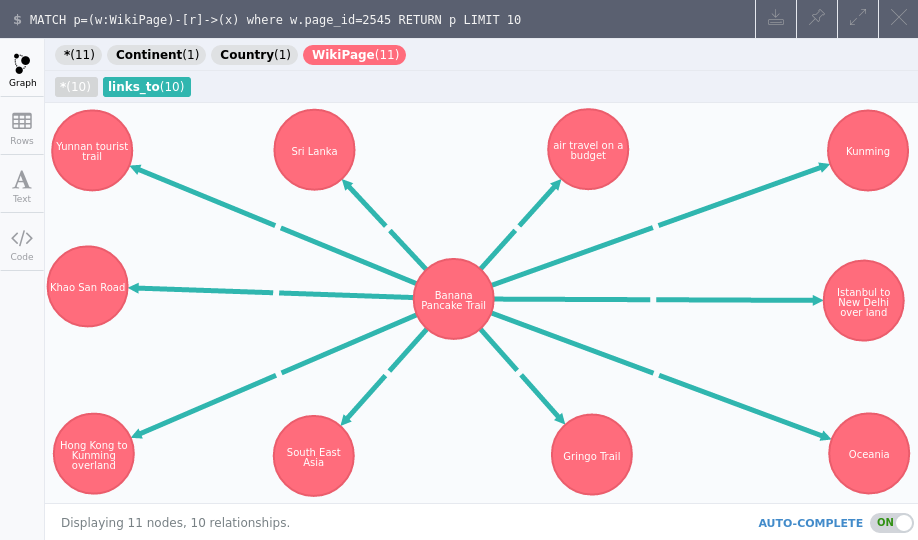 $ MATCH p=(w:WikiPage)-[r]->(x) where w.page_id=2545 RETURN p LIMIT 10
*(11) Continent(1) Country(1) WikiPage(11)
*(10) links_to(10)
Graph
Rows
Text
Code
Yunnan tourist
trail
Sri Lanka
air travel on a
budget
Kunming
Khao San Road
Banana
Pancake Trail
Istanbul to
New Delhi
over land
Hong Kong to
Kunming
overland
South East
Asia
Gringo Trail
Oceania
Displaying 11 nodes, 10 relationships.
AUTO-COMPLETE ON